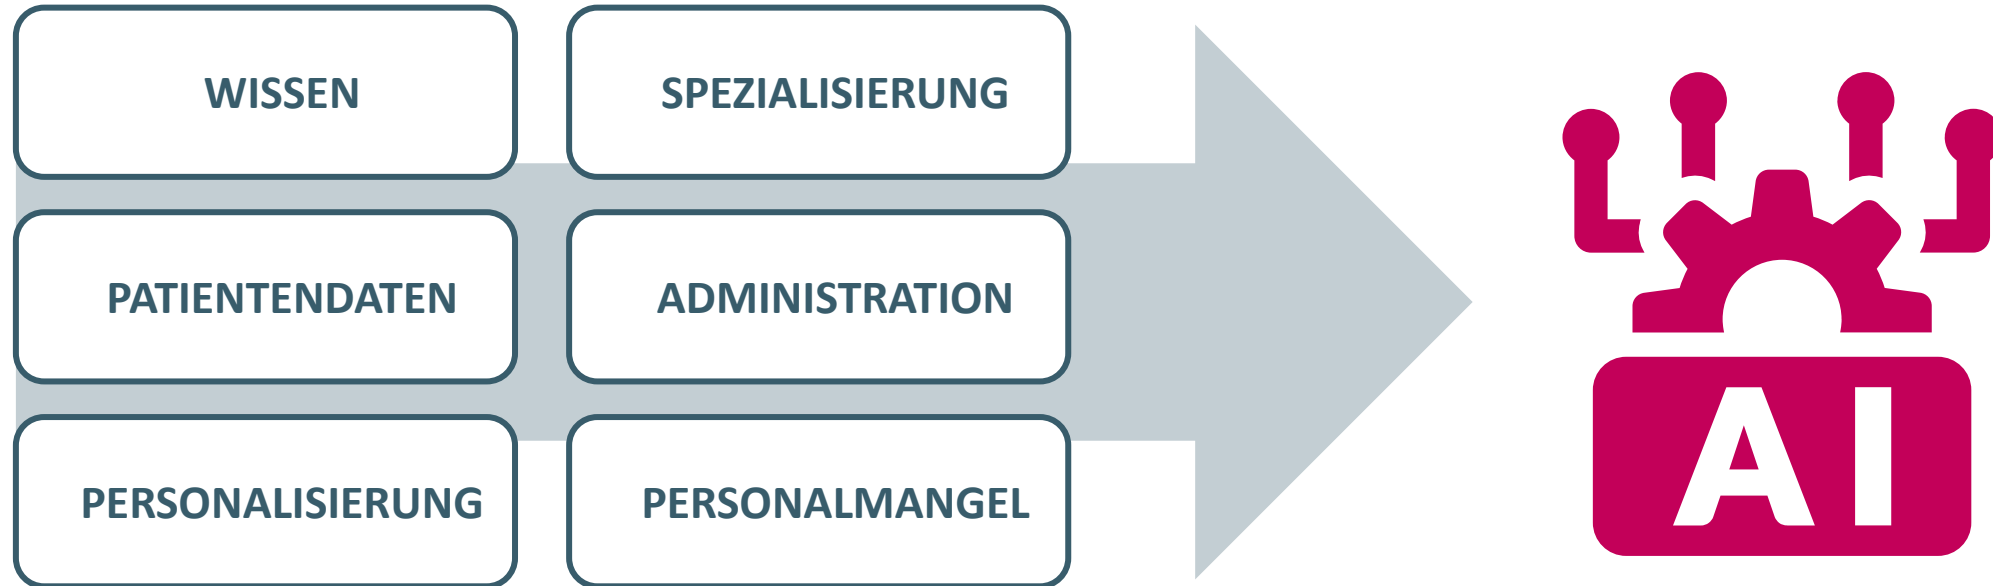 WISSEN
SPEZIALISIERUNG
PATIENTENDATEN
ADMINISTRATION
PERSONALISIERUNG
PERSONALMANGEL
AI